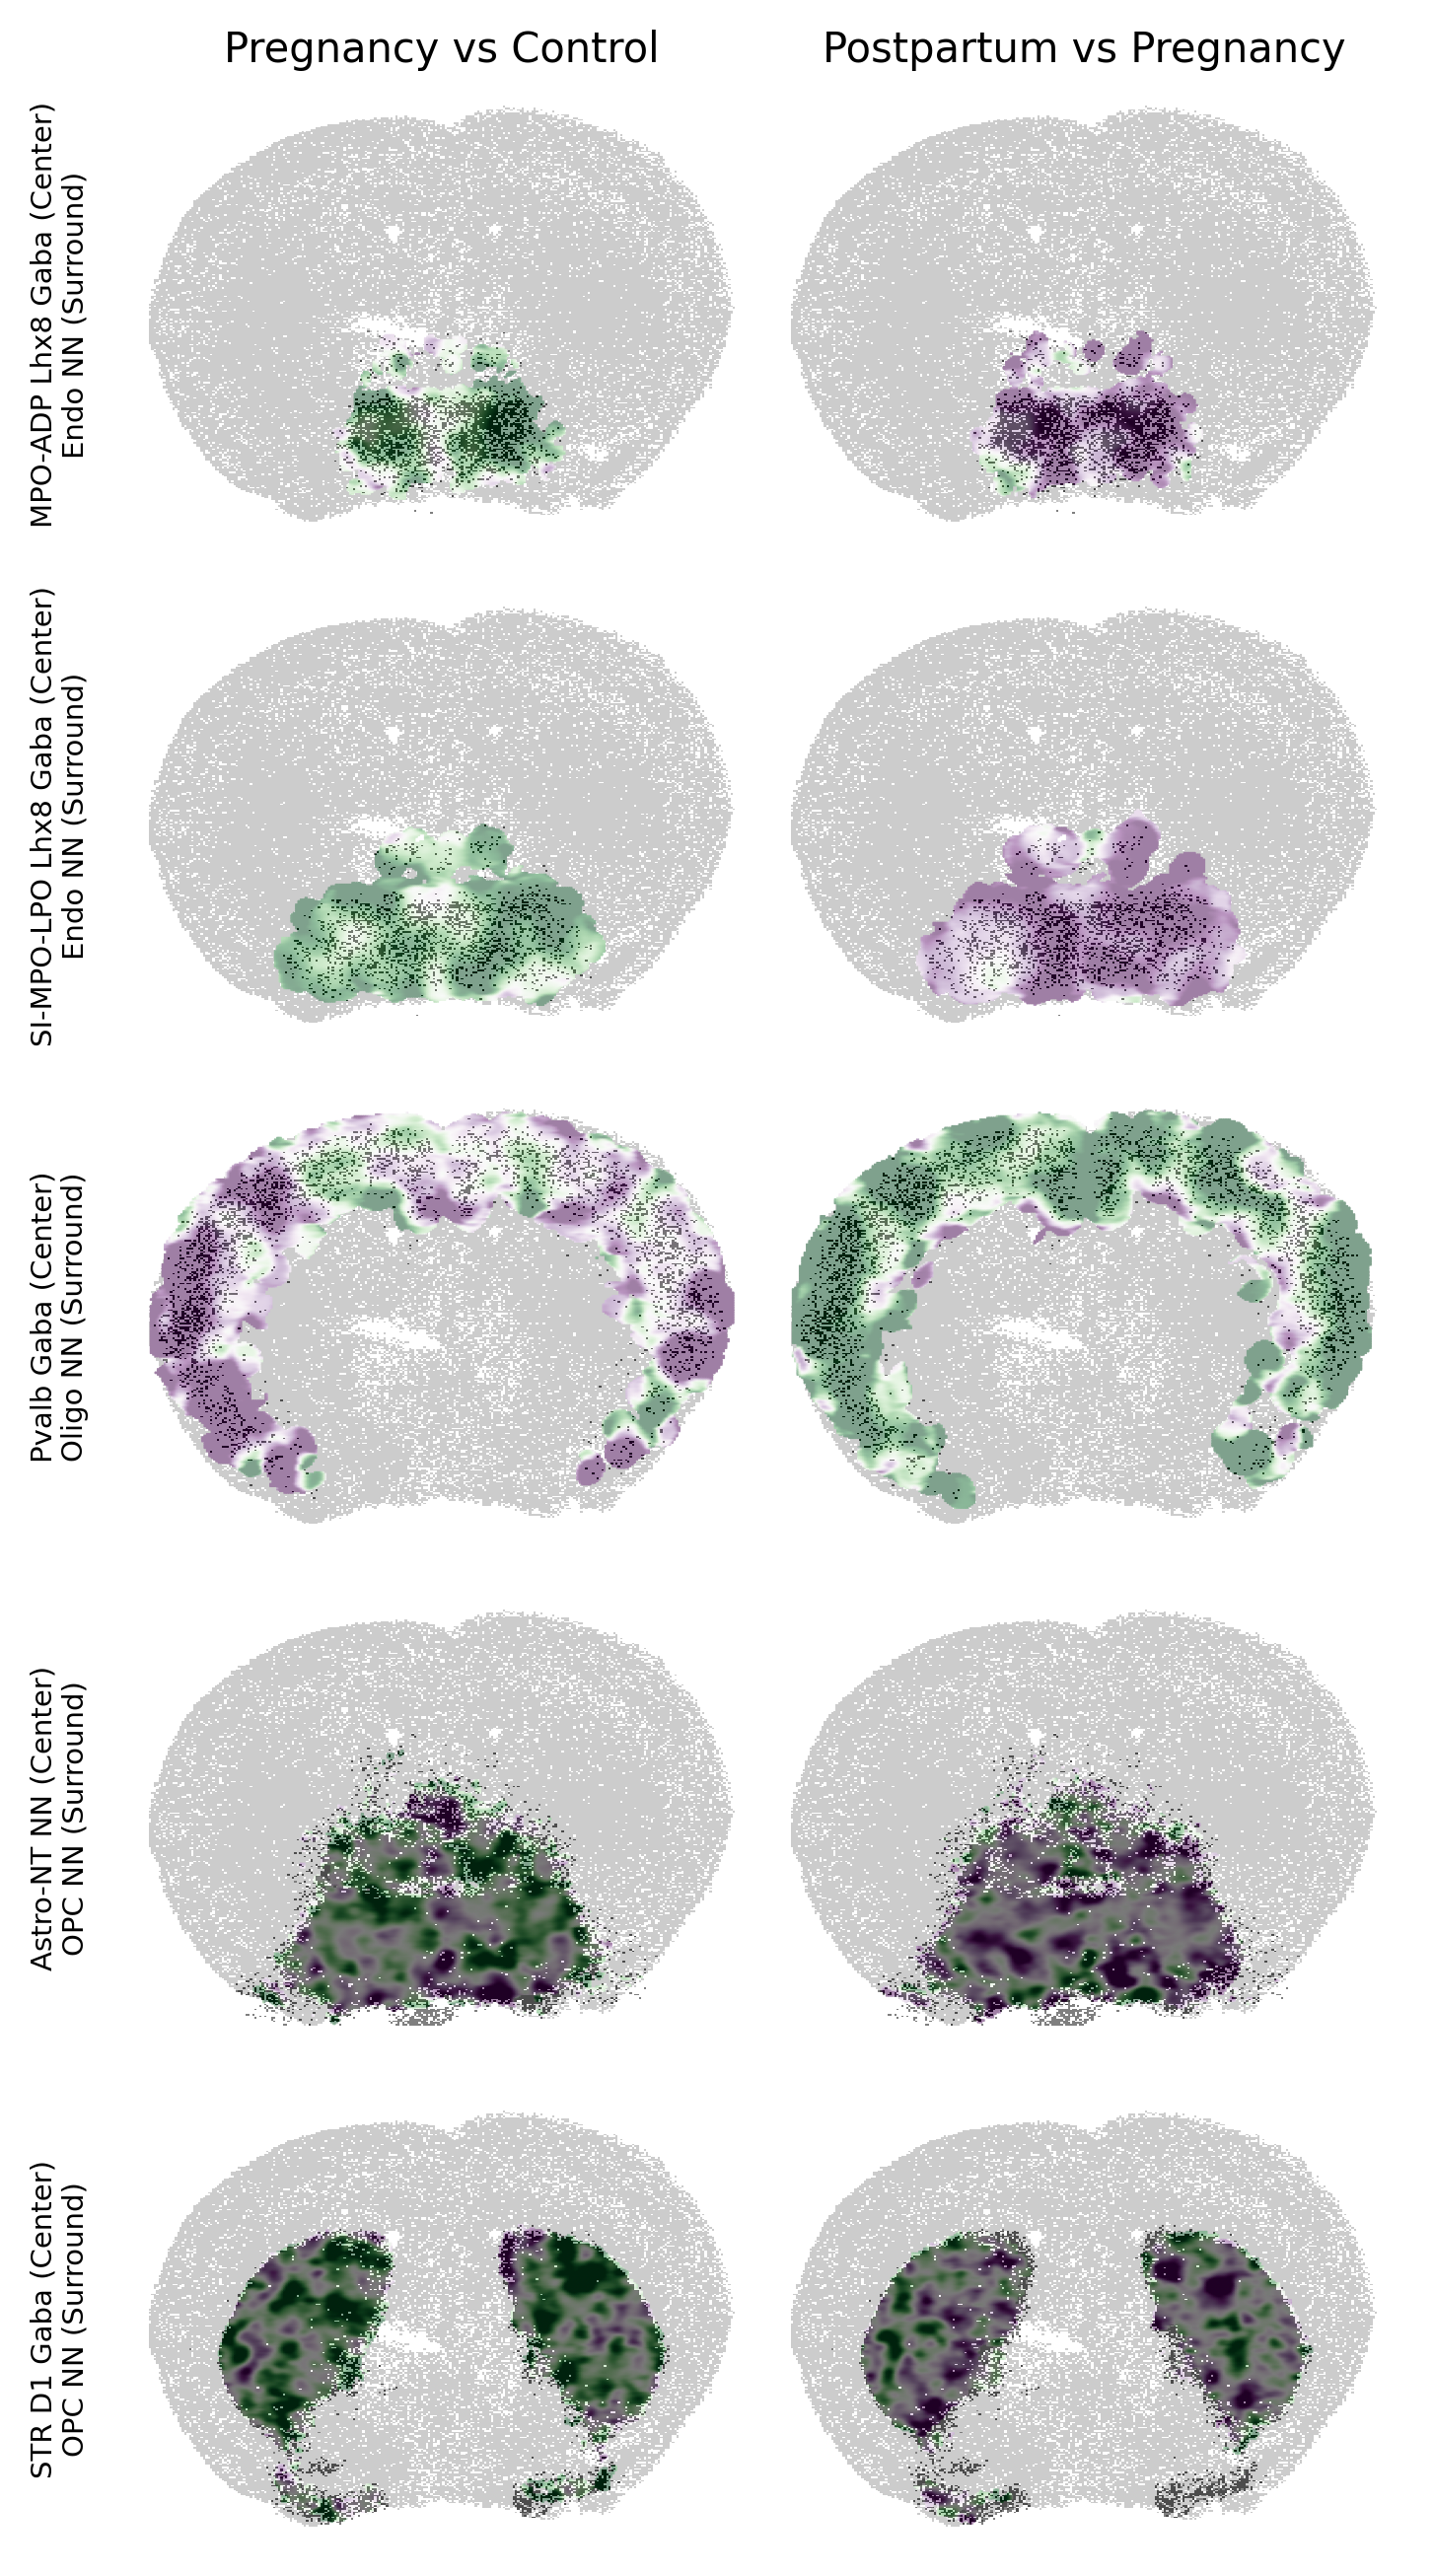 Pregnancy vs Control
Postpartum vs Pregnancy
MPO-ADP Lhx8 Gaba (Center)
Endo NN (Surround)
SI-MPO-LPO Lhx8 Gaba (Center)
Endo NN (Surround)
Pvalb Gaba (Center)
Oligo NN (Surround)
Astro-NT NN (Center)
OPC NN (Surround)
STR D1 Gaba (Center)
OPC NN (Surround)